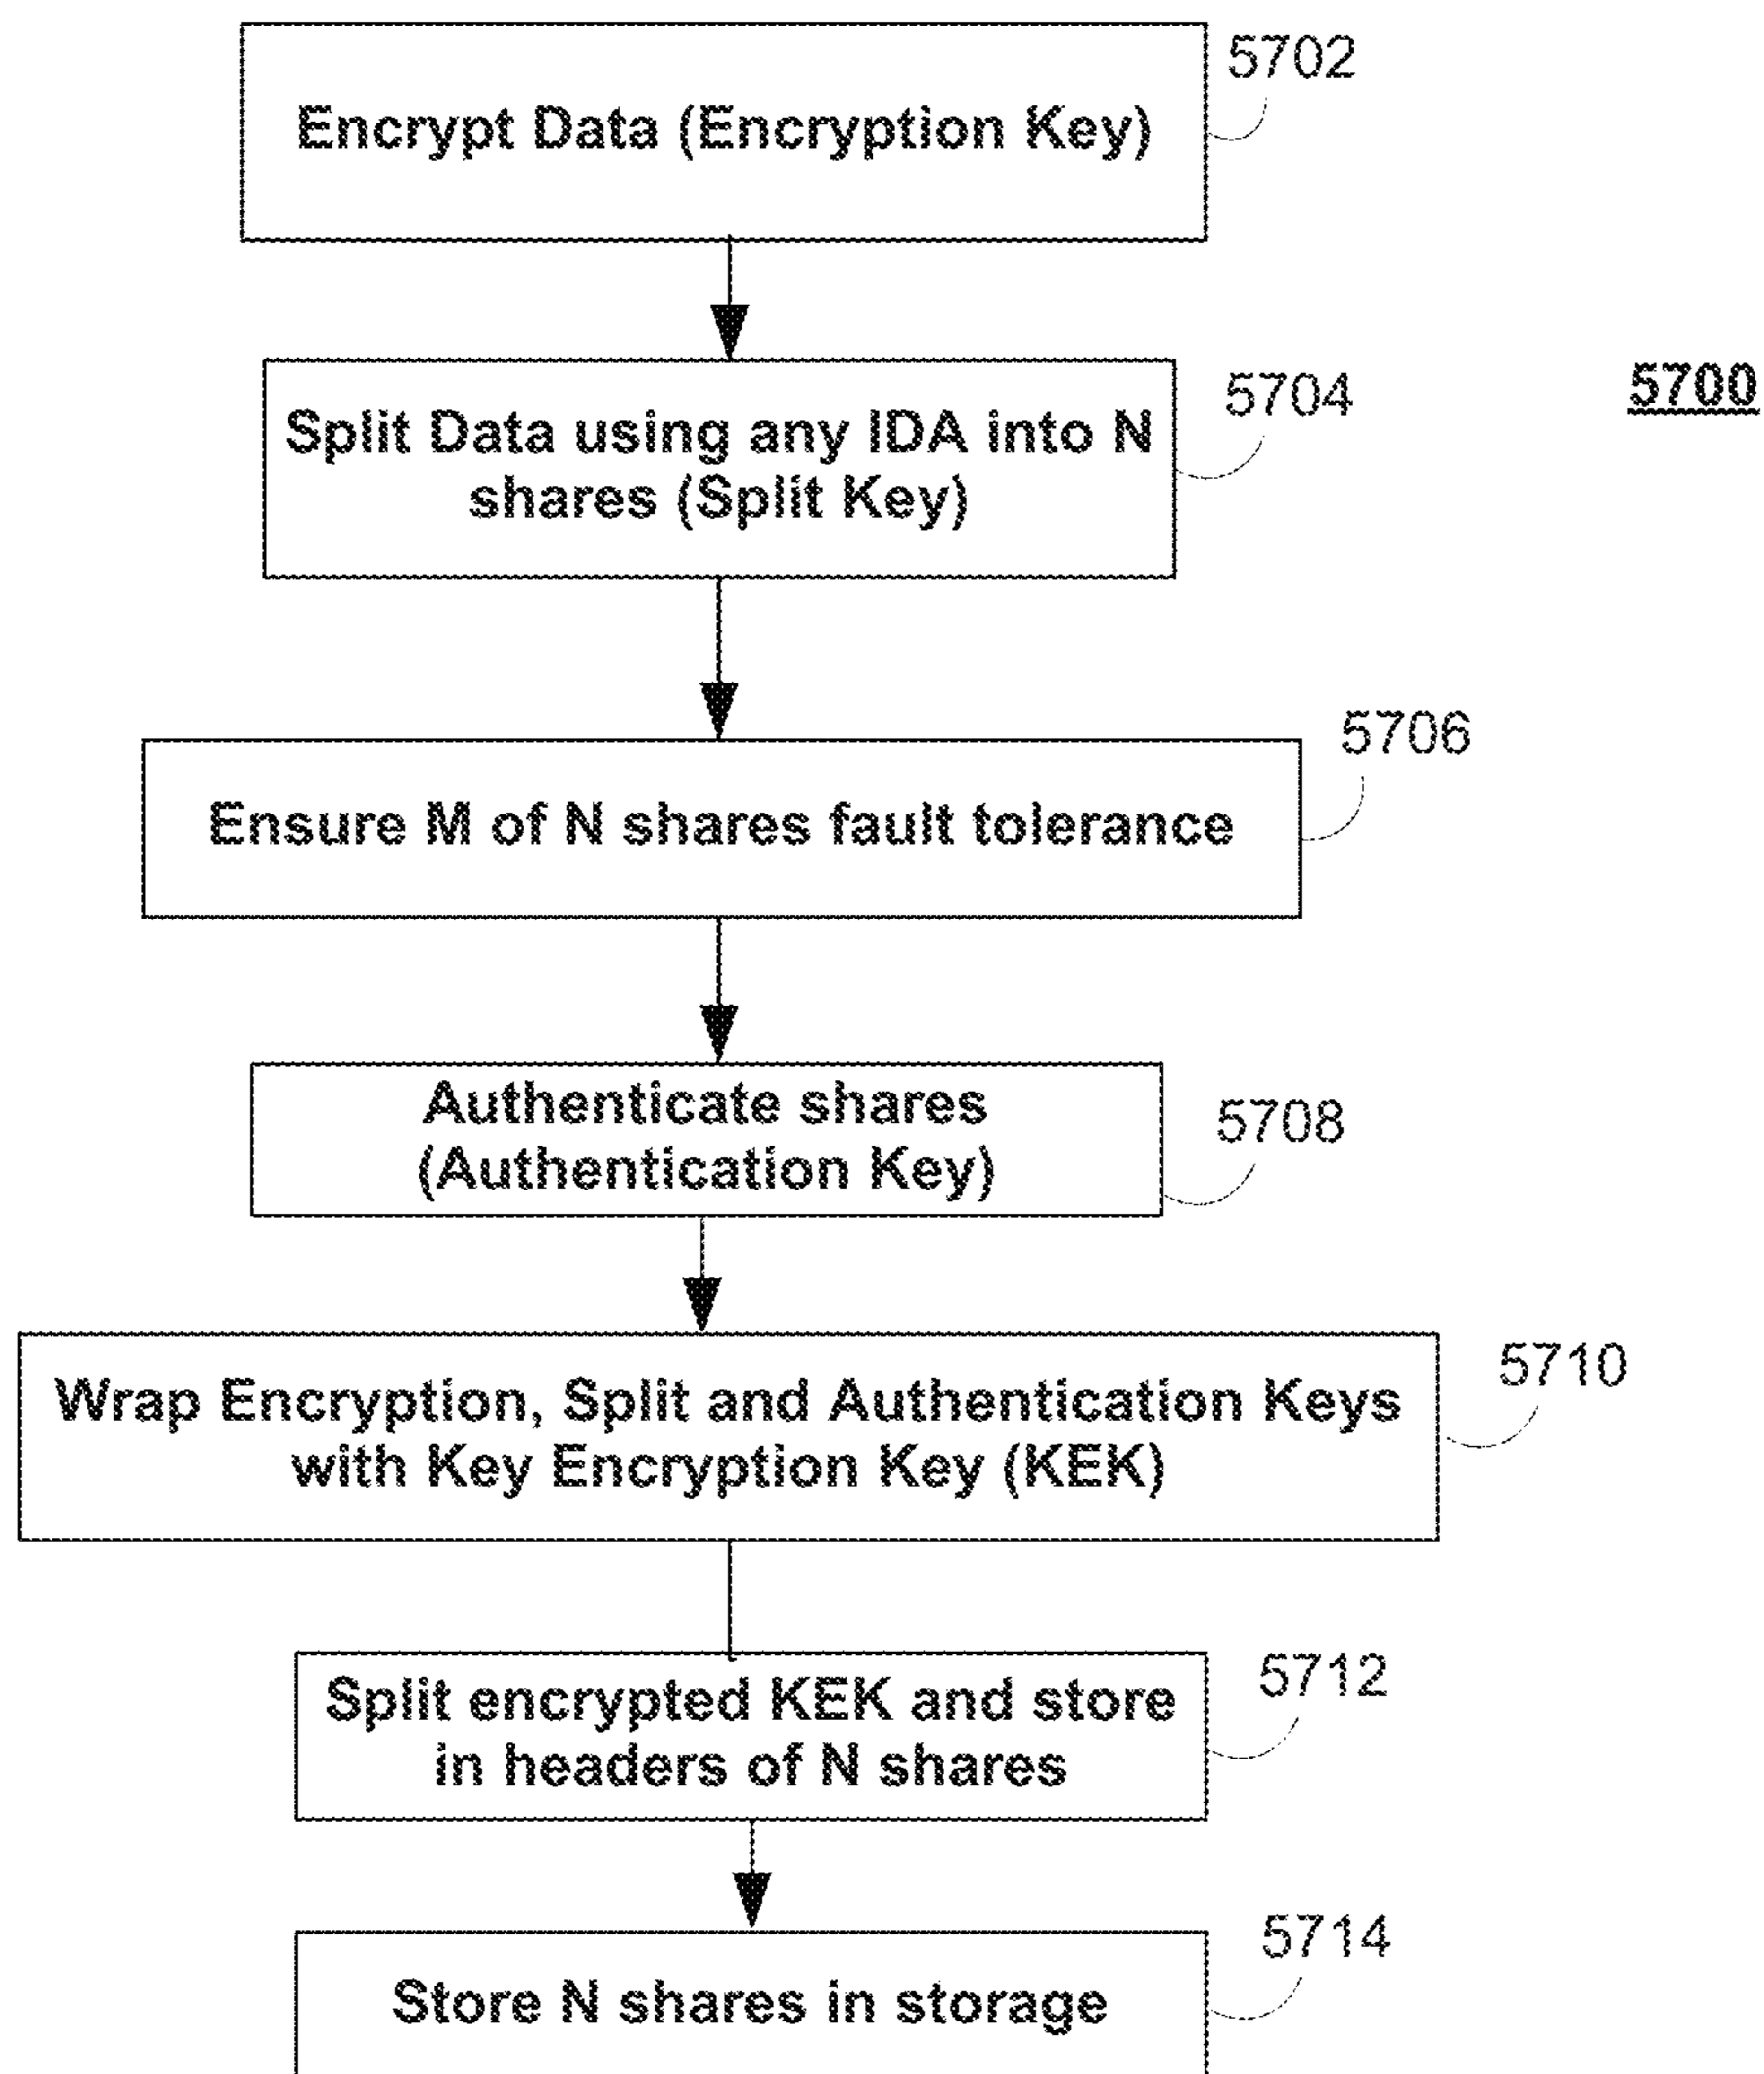 5702
Encrypt Data (Encryption Key)
5704
5700
Split Data using any IDA into N
shares (Split Key)
5706
Ensure M of N shares fault tolerance
Authenticate shares
5708
(Authentication Key)
5710
Wrap Encryption, Split and Authentication Keys
with Key Encryption Key (KEK)
5712
Split encrypted KEK and store
in headers of N shares
5714
Store N shares in storage